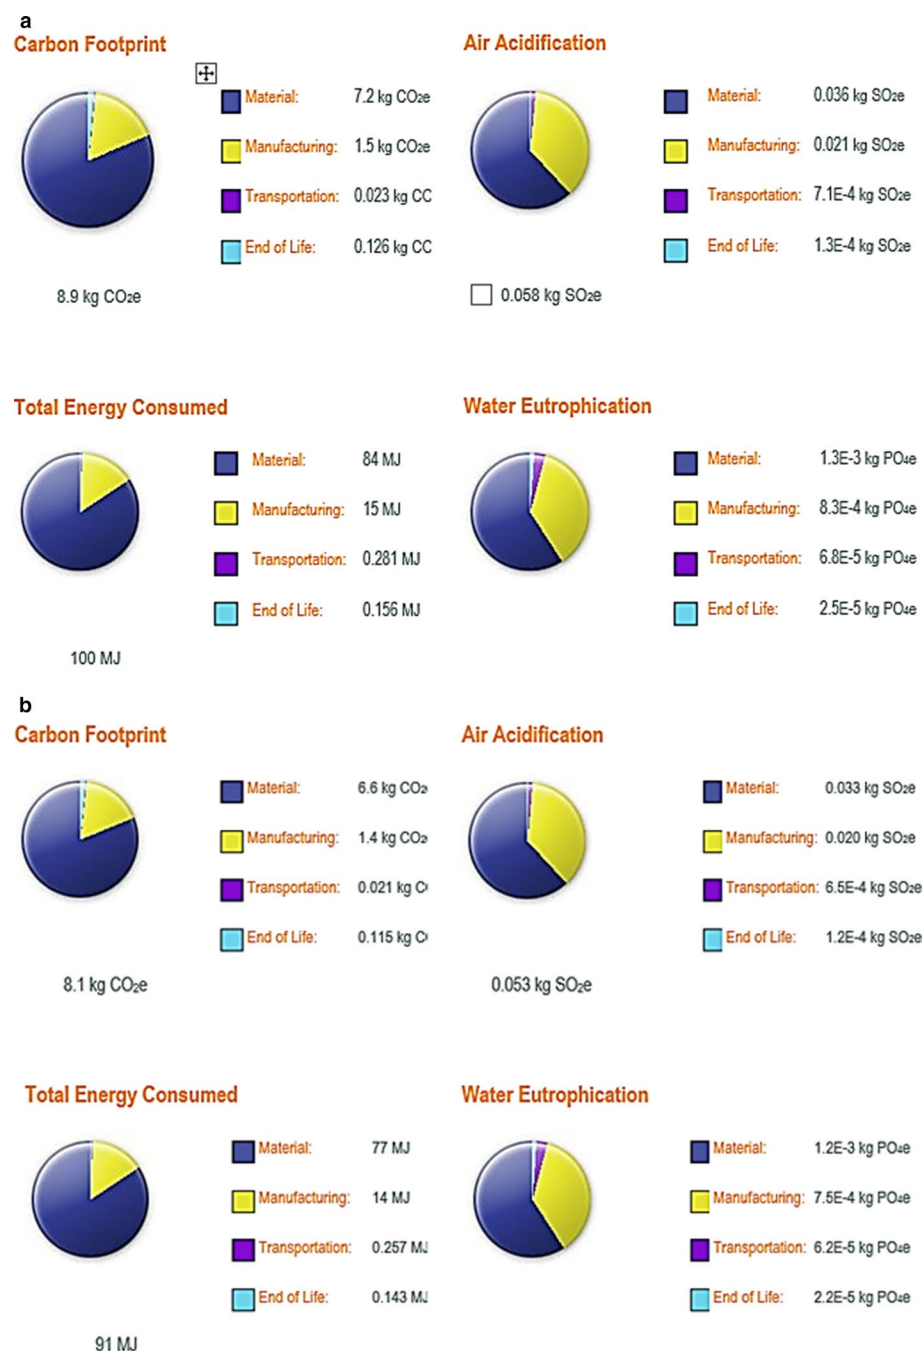 a
Carbon Footprint
Material: 7.2 kg CO2e
Manufacturing: 1.5 kg CO2e
Transportation: 0.023 kg CC
End of Life: 0.126 kg CC
8.9 kg CO2e
Air Acidification
Material: 0.036 kg SO2e
Manufacturing: 0.021 kg SO2e
Transportation: 7.1E-4 kg SO2e
End of Life: 1.3E-4 kg SO2e
0.058 kg SO2e
Total Energy Consumed
Material: 84 MJ
Manufacturing: 15 MJ
Transportation: 0.281 MJ
End of Life: 0.156 MJ
100 MJ
Water Eutrophication
Material: 1.3E-3 kg PO4e
Manufacturing: 8.3E-4 kg PO4e
Transportation: 6.8E-5 kg PO4e
End of Life: 2.5E-5 kg PO4e
b
Carbon Footprint
Material: 6.6 kg CO2
Manufacturing: 1.4 kg CO2
Transportation: 0.021 kg C
End of Life: 0.115 kg C
8.1 kg CO2e
Air Acidification
Material: 0.033 kg SO2e
Manufacturing: 0.020 kg SO2e
Transportation: 6.5E-4 kg SO2e
End of Life: 1.2E-4 kg SO2e
0.053 kg SO2e
Total Energy Consumed
Material: 77 MJ
Manufacturing: 14 MJ
Transportation: 0.257 MJ
End of Life: 0.143 MJ
91 MJ
Water Eutrophication
Material: 1.2E-3 kg PO4e
Manufacturing: 7.5E-4 kg PO4e
Transportation: 6.2E-5 kg PO4e
End of Life: 2.2E-5 kg PO4e